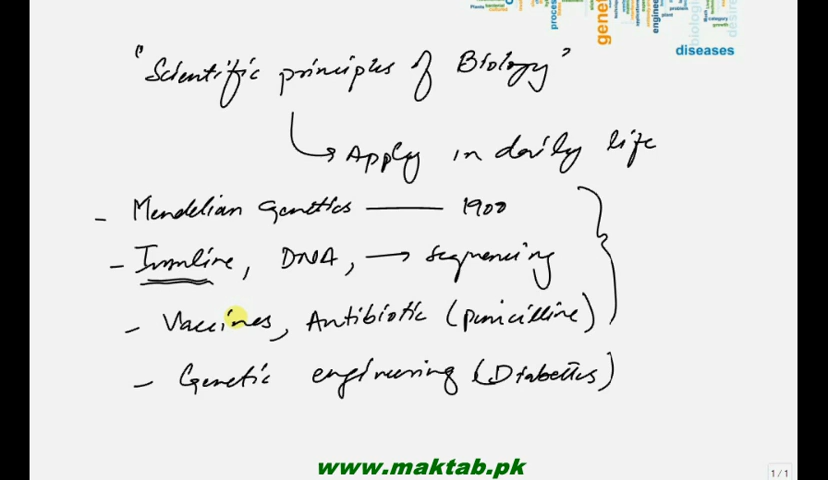 "Scientific principles of Biology"
Apply in daily life
- Mendelian Genetics — 1900
- Insuline, DNA, → Sequencing
- Vaccines, Antibiotic (Penicilline)
- Genetic engineering (Diabetes)
diseases
www.maktab.pk
1 / 1